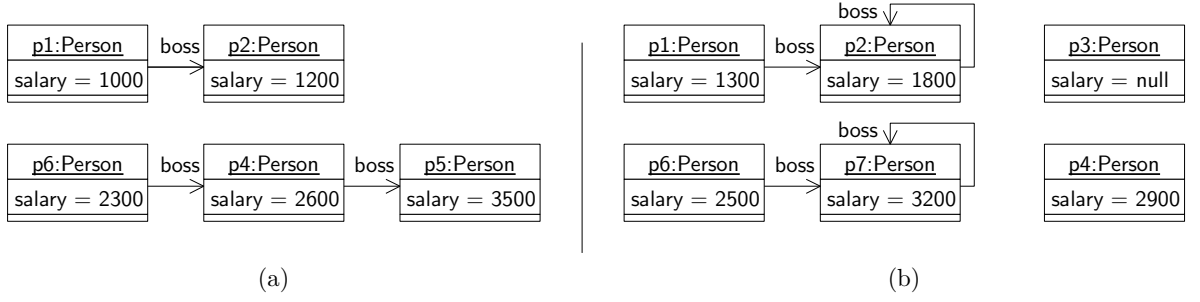 p1:Person
boss
p2:Person
salary = 1000
salary = 1200
p6:Person
boss
p4:Person
boss
p5:Person
salary = 2300
salary = 2600
salary = 3500
(a)
boss
p1:Person
boss
p2:Person
p3:Person
salary = 1300
salary = 1800
salary = null
boss
p6:Person
boss
p7:Person
p4:Person
salary = 2500
salary = 3200
salary = 2900
(b)